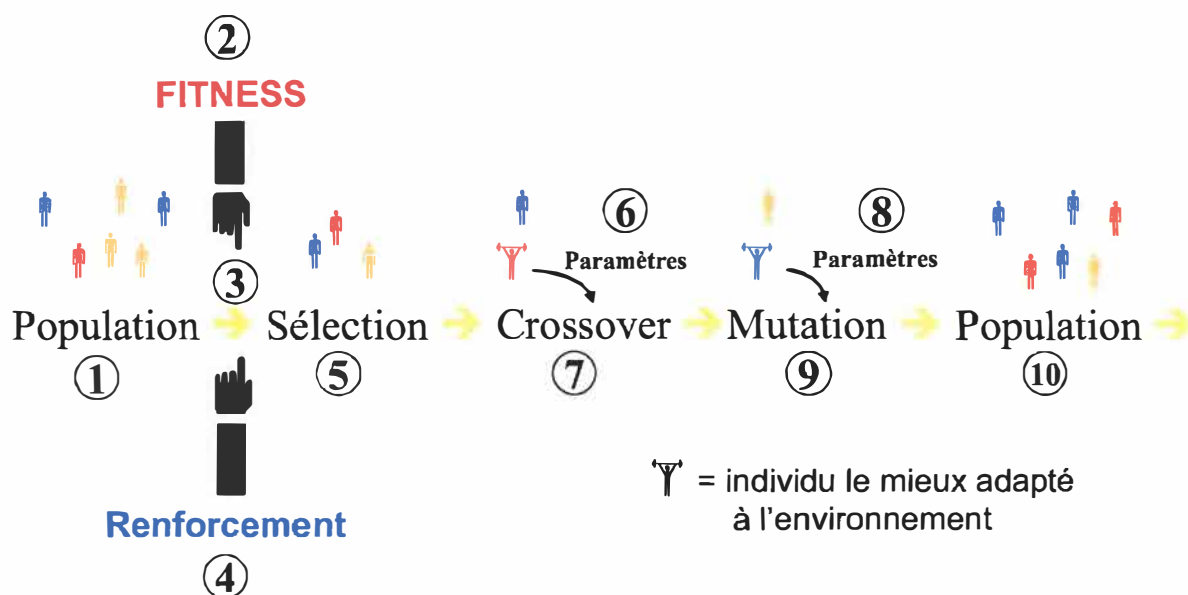 ②
FITNESS
⑥
⑧
Paramètres
Paramètres
③
Population
Sélection
Crossover
Mutation
Population
①
⑤
⑦
⑨
⑩
= individu le mieux adapté
à l'environnement
Renforcement
④